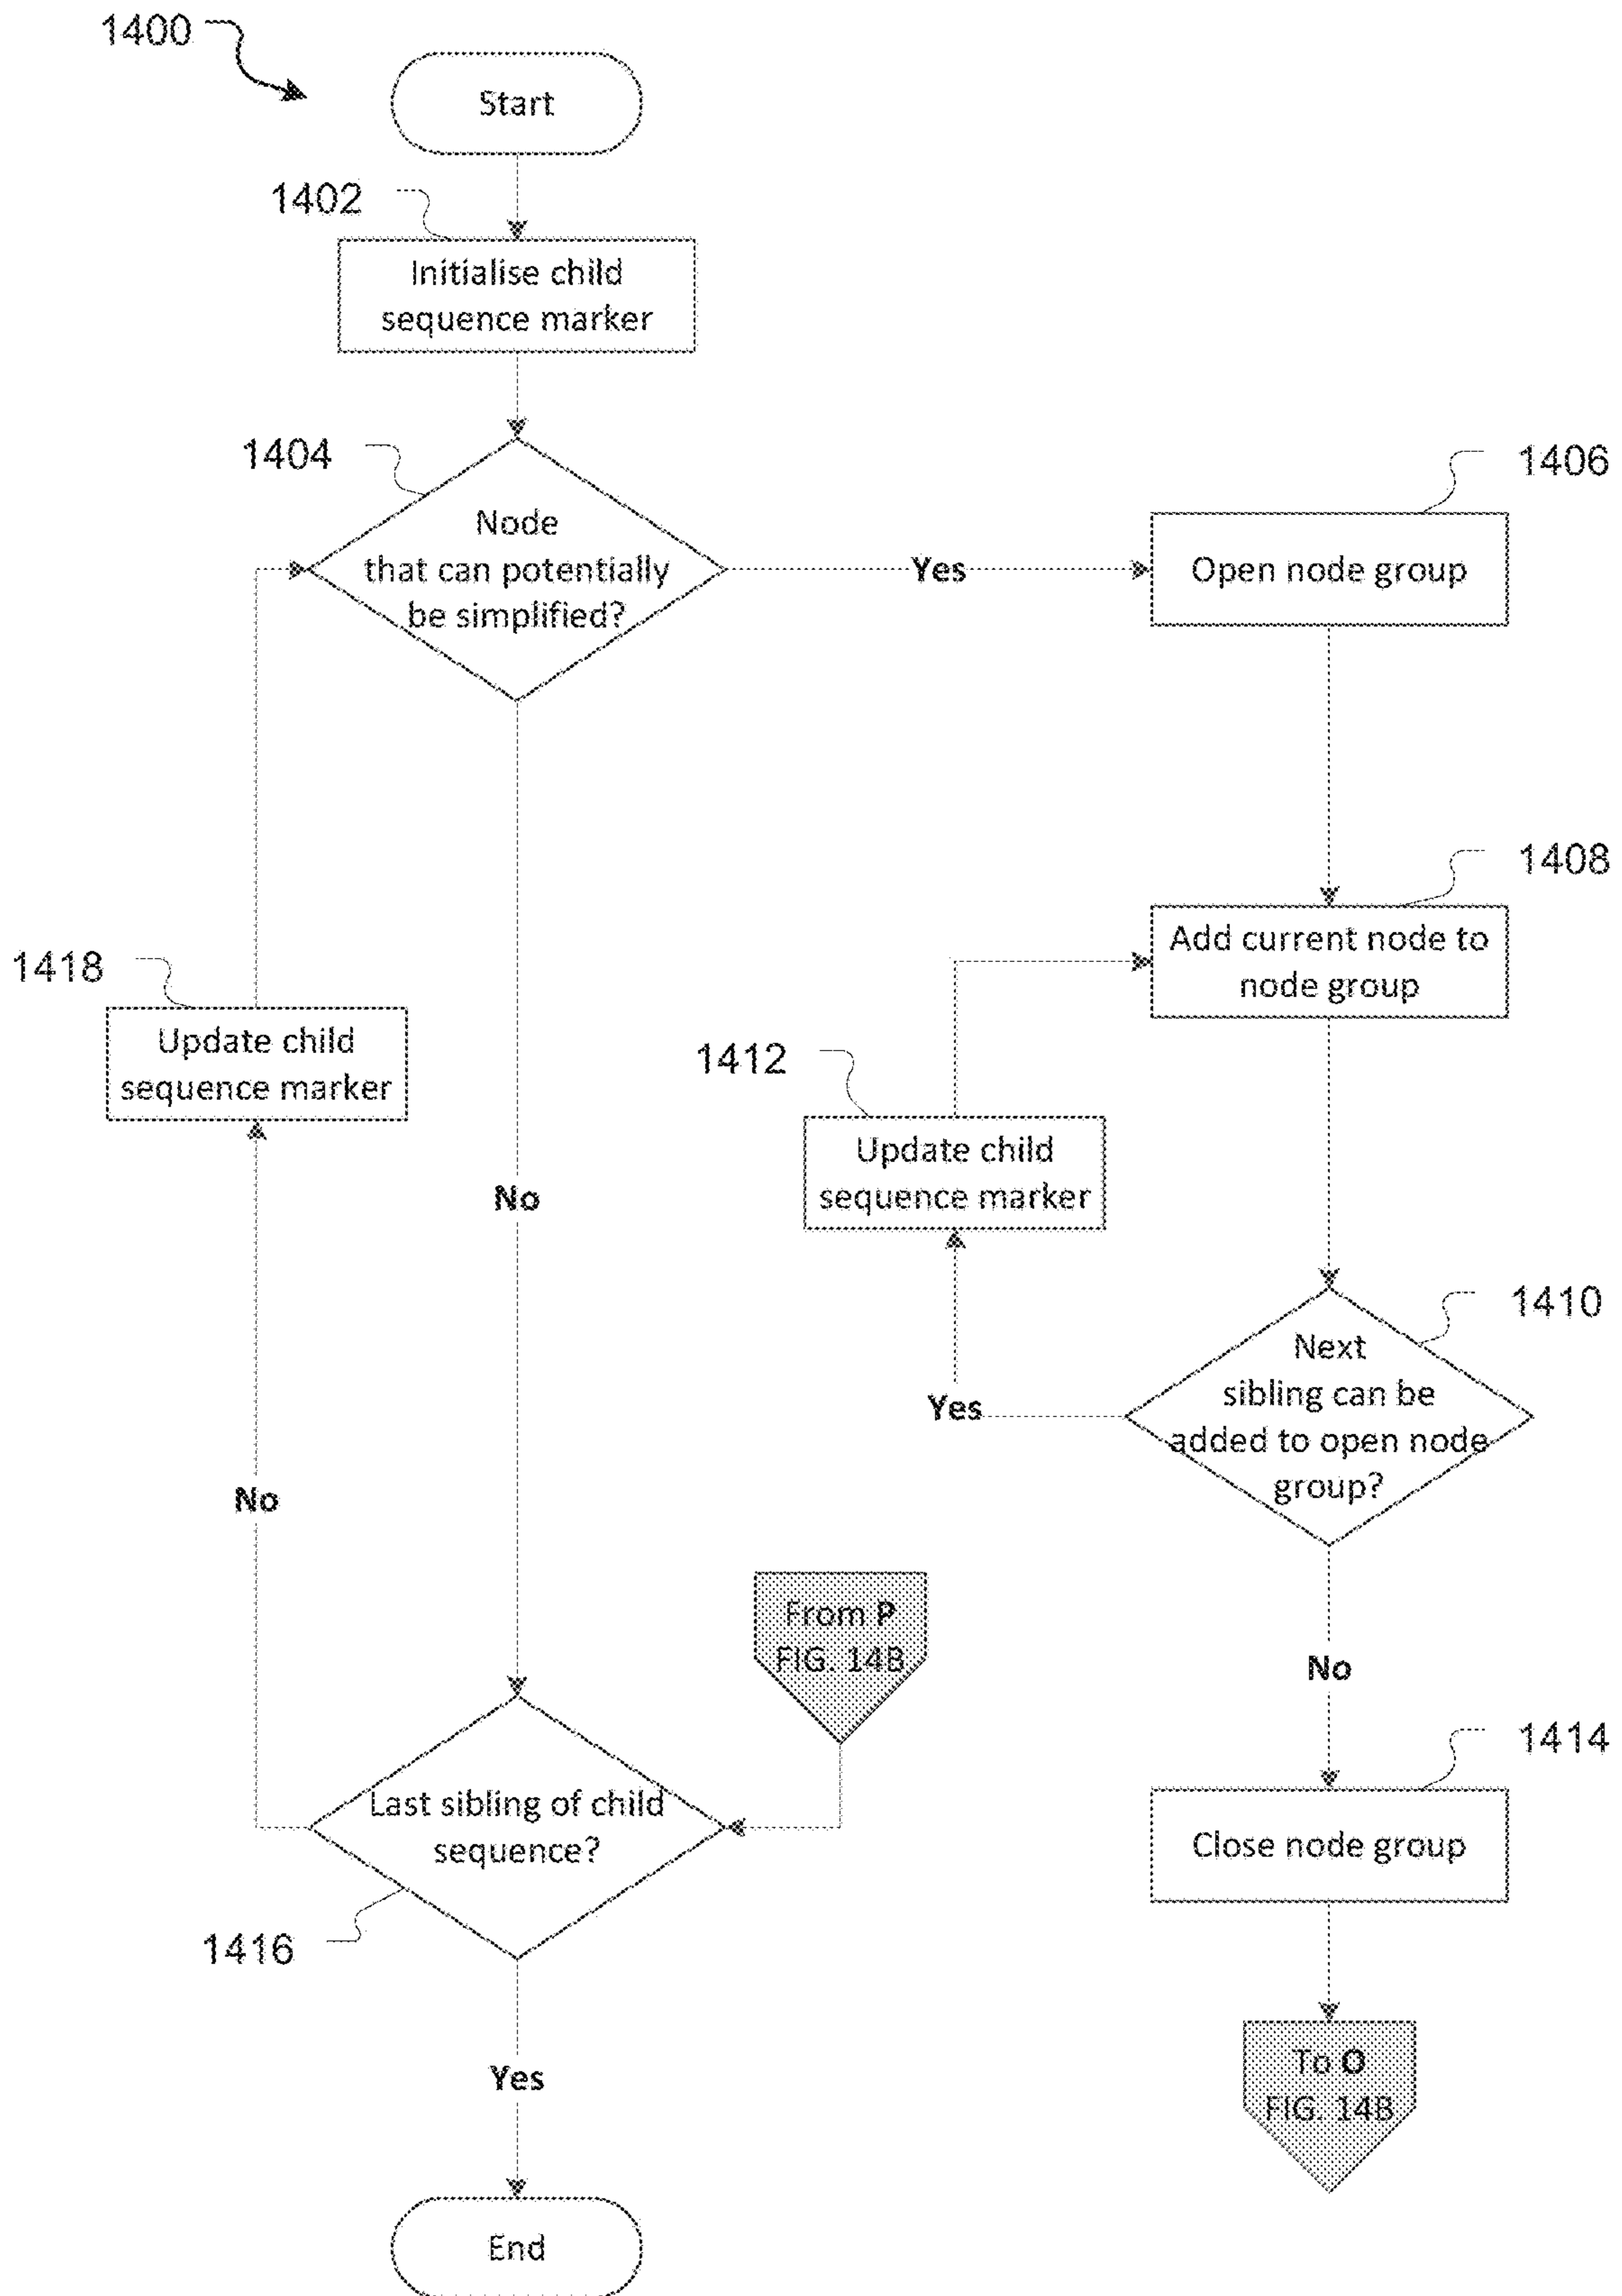 1400
Start
1402
Initialise child
sequence marker
1404
Node
that can potentially
be simplified?
Yes
1406
Open node group
1408
Add current node to
node group
1418
Update child
sequence marker
1412
Update child
sequence marker
No
1410
Next
sibling can be
added to open node
group?
Yes
No
From P
FIG. 14B
No
1414
Last sibling of child
sequence?
Close node group
1416
Yes
To O
FIG. 14B
End